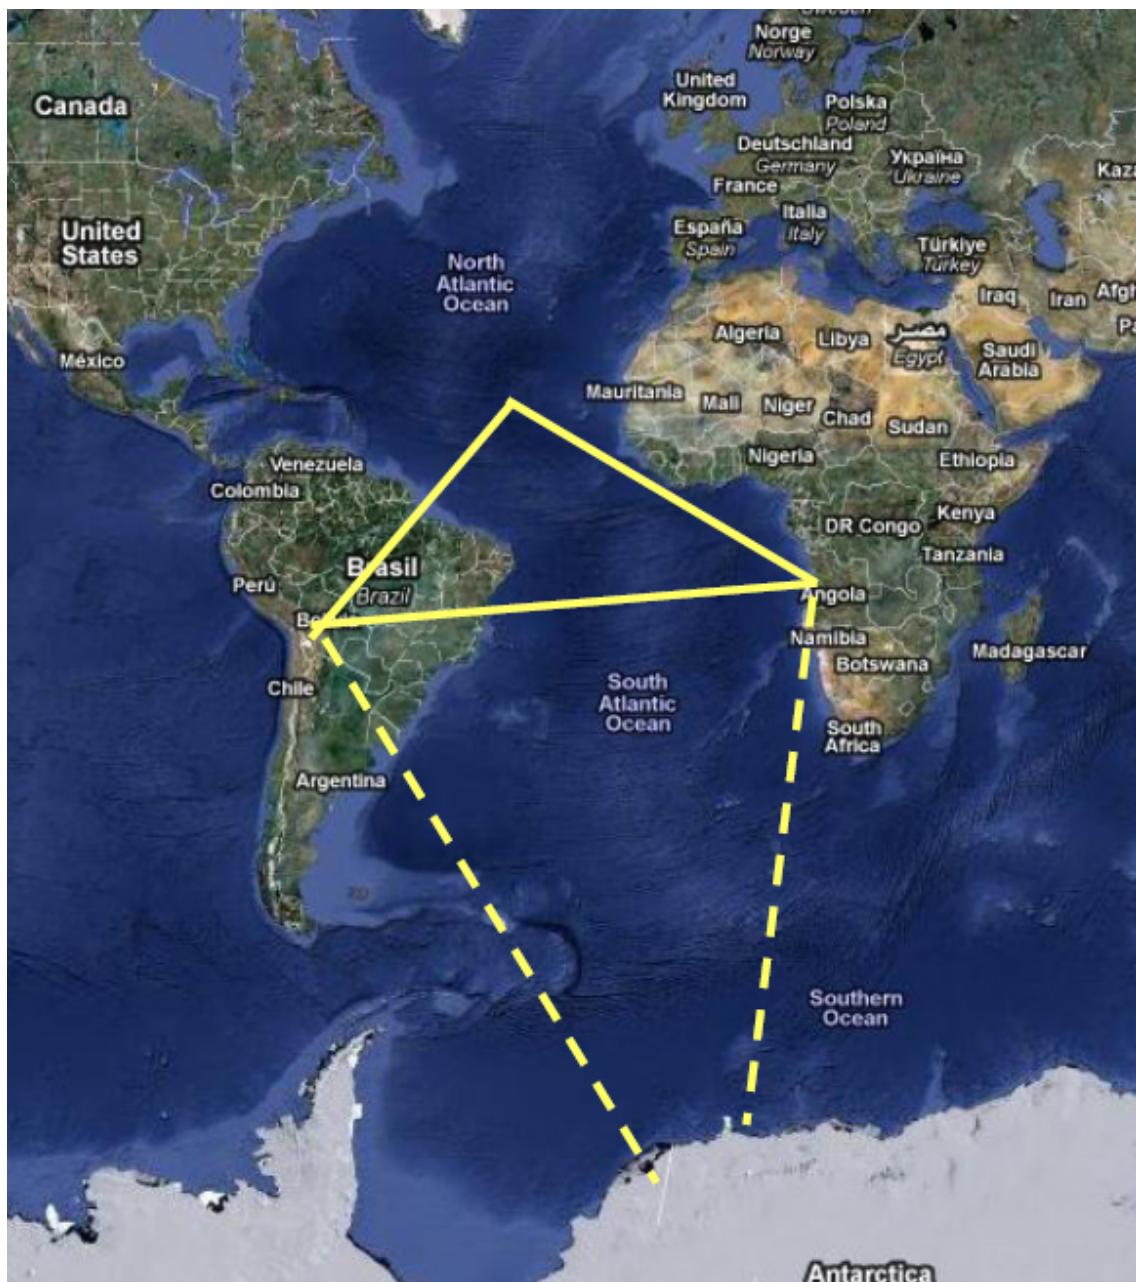 Sweden
Norge
Norway
Canada
United
Kingdom
Polska
Poland
Deutschland
Germany
Україна
Ukraine
France
Kaza
United
States
España
Spain
Italia
Italy
Türkiye
Turkey
North
Atlantic
Ocean
Iraq
Iran
Afgh
Pa
Algeria
Libya
مصر
Egypt
Saudi
Arabia
México
Mauritania
Mali
Niger
Chad
Sudan
Venezuela
Nigeria
Ethiopia
Colombia
Kenya
DR Congo
Tanzania
Brasil
Brazil
Perú
Angola
Namibia
Botswana
Madagascar
Chile
South
Atlantic
Ocean
South
Africa
Argentina
Southern
Ocean
Antarctica